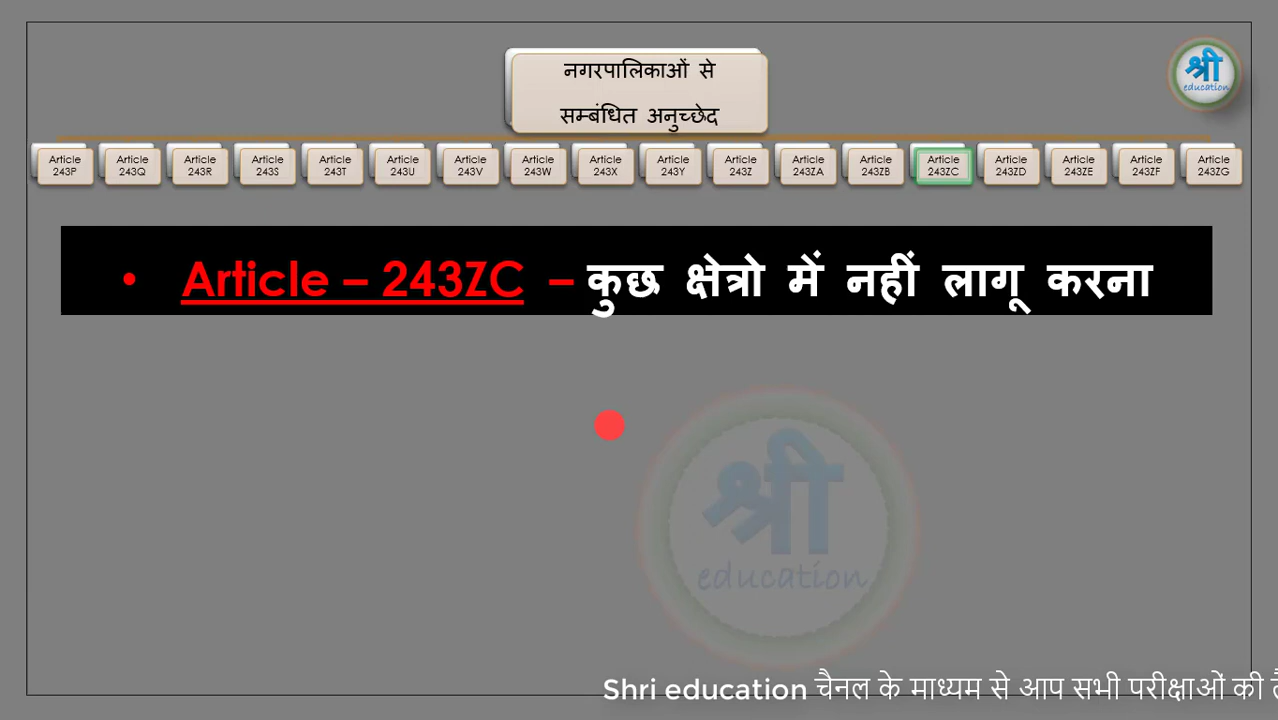 नगरपालिकाओं से
सम्बंधित अनुच्छेद
श्री
education
Article 243P
Article 243Q
Article 243R
Article 243S
Article 243T
Article 243U
Article 243V
Article 243W
Article 243X
Article 243Y
Article 243Z
Article 243ZA
Article 243ZB
Article 243ZC
Article 243ZD
Article 243ZE
Article 243ZF
Article 243ZG
• Article – 243ZC – कुछ क्षेत्रो में नहीं लागू करना
श्री
education
Shri education चैनल के माध्यम से आप सभी परीक्षाओं की